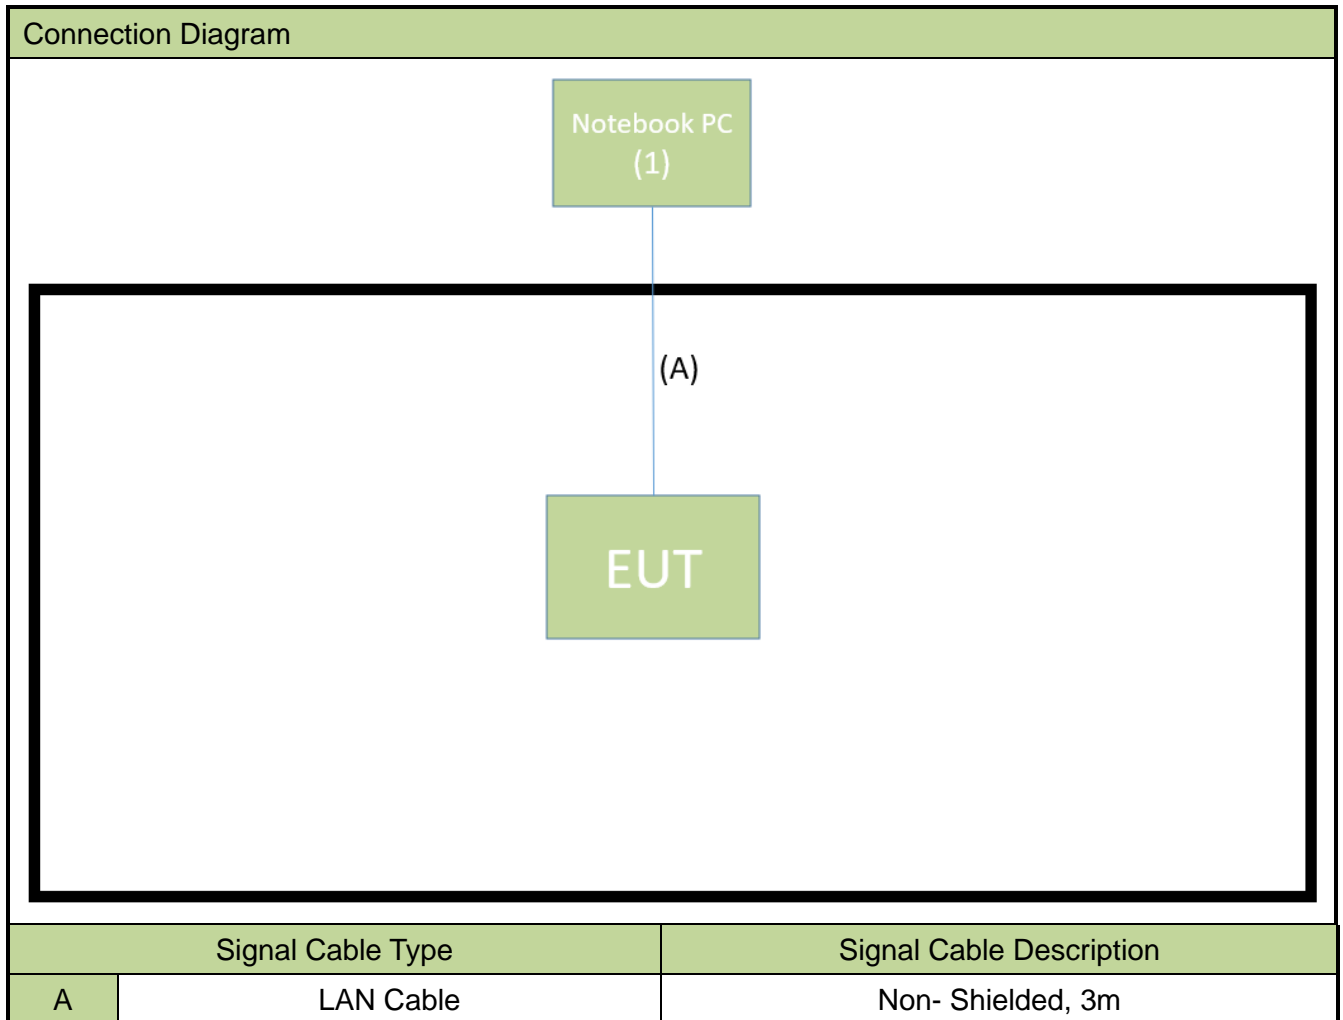 Connection Diagram
Notebook PC
(1)
(A)
EUT
Signal Cable Type Signal Cable Description
A LAN Cable Non- Shielded, 3m